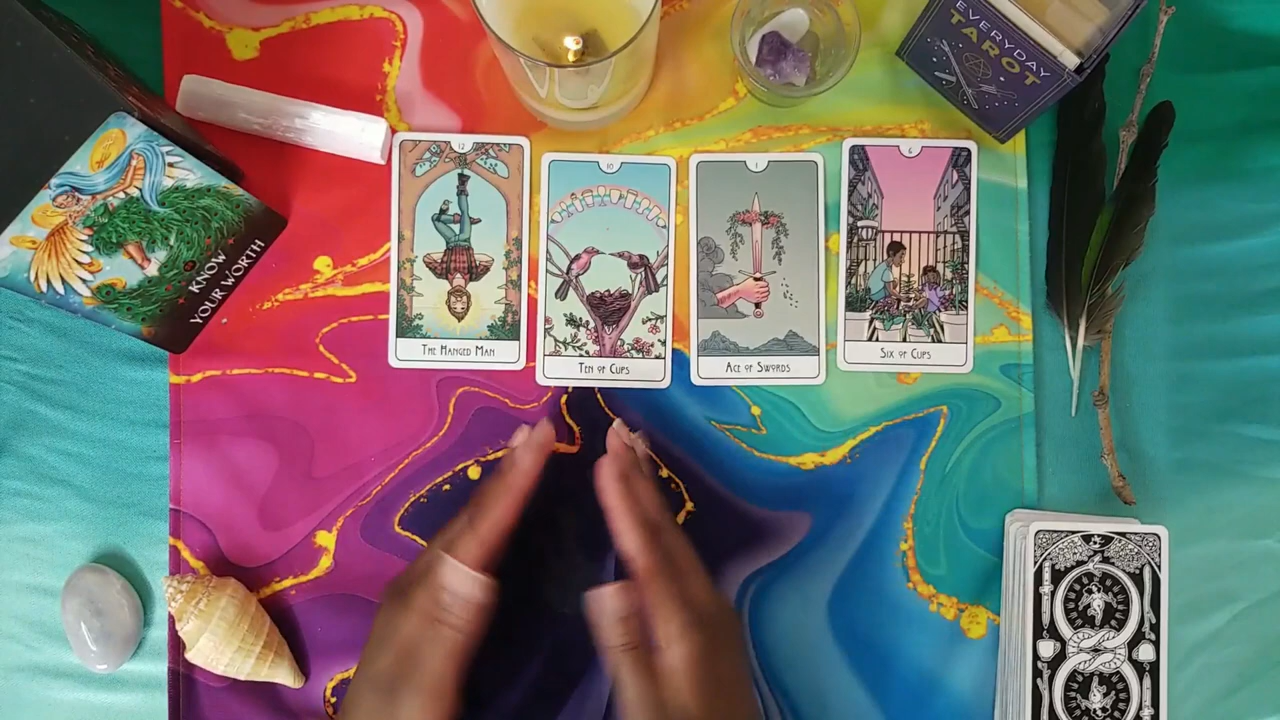 EVERYDAY
TAROT
12
THE HANGED MAN
10
TEN OF CUPS
1
ACE OF SWORDS
6
SIX OF CUPS
KNOW
YOUR WORTH